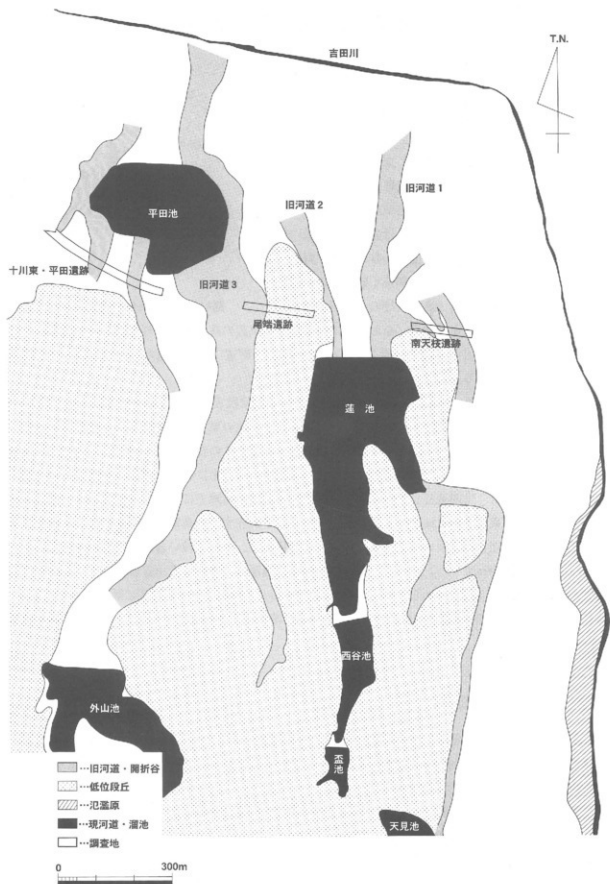 吉田川
T.N.
旧河道1
平田池
旧河道2
十川東・平田遺跡
旧河道3
尾端遺跡
南天枝遺跡
蓮 池
西谷池
外山池
盃池
天見池
…旧河道・開折谷
…低位段丘
…氾濫原
…現河道・溜池
…調査地
0 300m